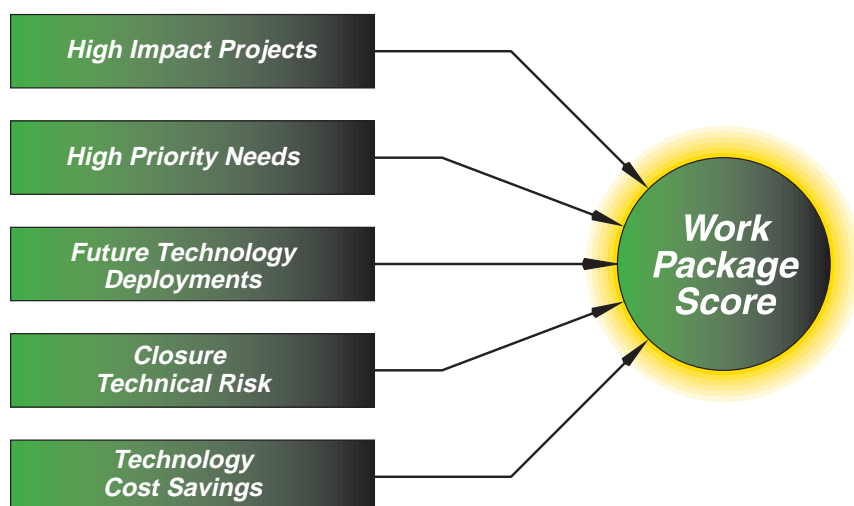 High Impact Projects
High Priority Needs
Future Technology
Deployments
Closure
Technical Risk
Technology
Cost Savings
Work
Package
Score